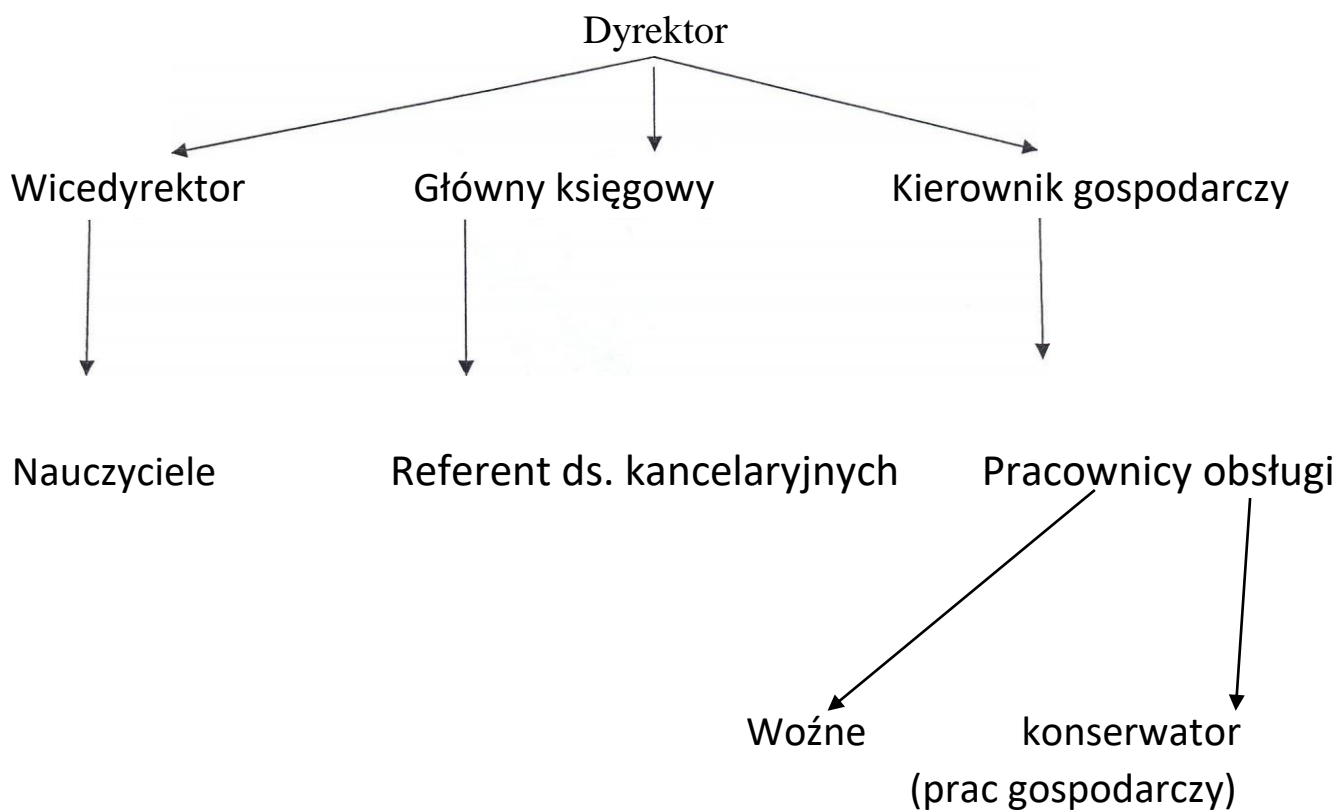 Dyrektor
Wicedyrektor Główny księgowy Kierownik gospodarczy
Nauczyciele Referent ds. kancelaryjnych Pracownicy obsługi
Woźne konserwator
(prac gospodarczy)